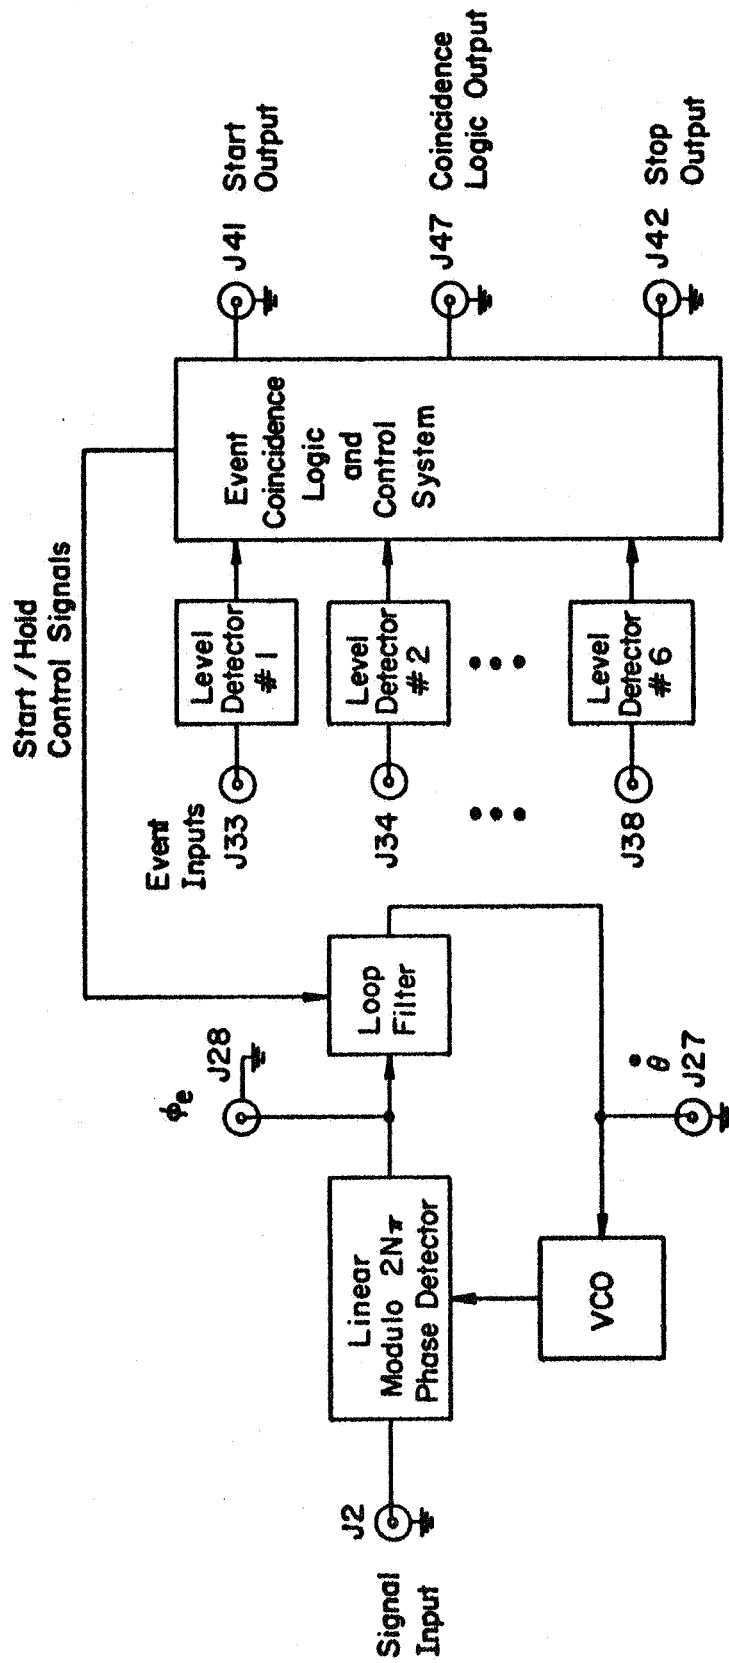 Signal
Input
J2
Linear
Modulo 2Nπ
Phase Detector
VCO
ϕe
J28
Loop
Filter
θ̇
J27
Start / Hold
Control Signals
Event
Inputs
J33
Level
Detector
#1
J34
Level
Detector
#2
J38
Level
Detector
#6
Event
Coincidence
Logic
and
Control
System
J41
Start
Output
J47
Coincidence
Logic Output
J42
Stop
Output